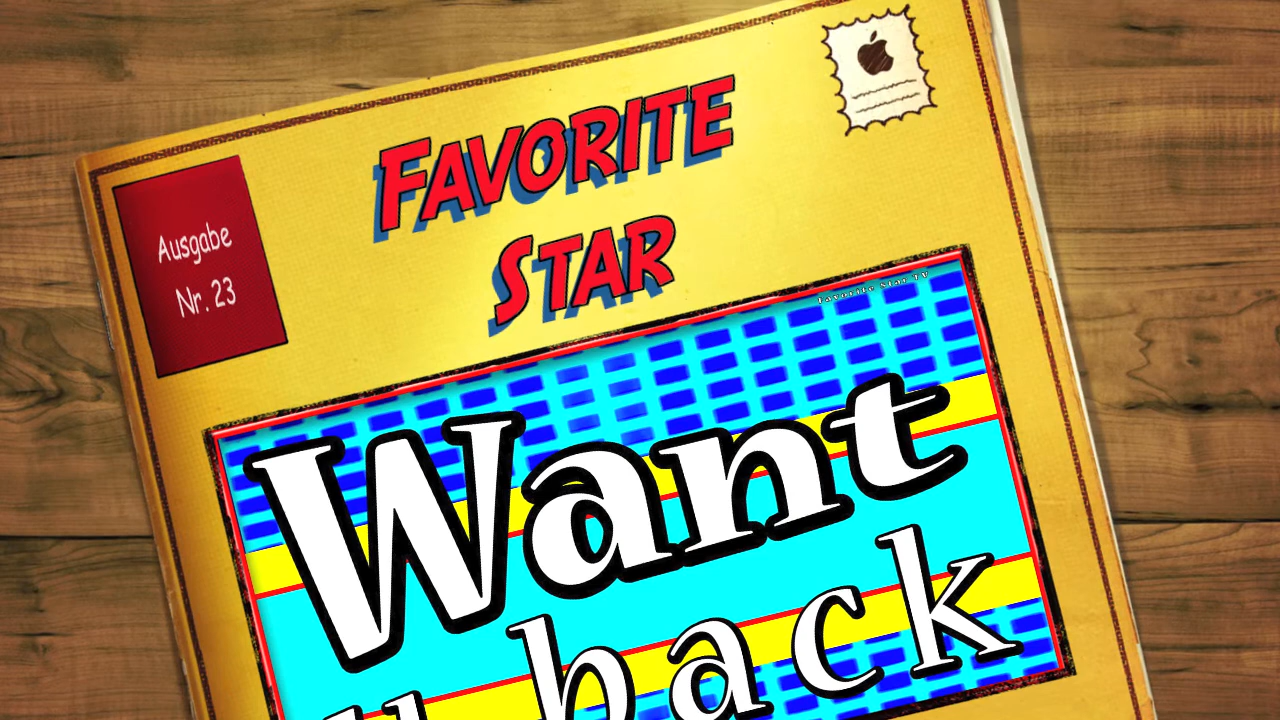 FAVORITE
STAR
Ausgabe
Nr. 23
Favorite Star TV
Want
back